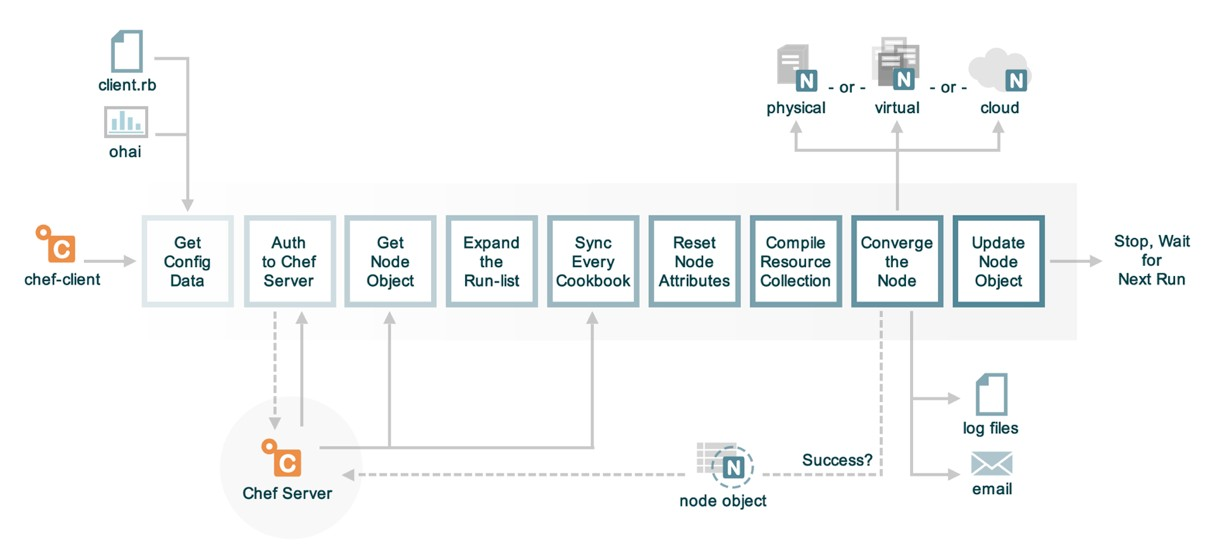 client.rb
ohai
physical
- or -
virtual
- or -
cloud
N
N
N
C
chef-client
Get
Config
Data
Auth
to Chef
Server
Get
Node
Object
Expand
the
Run-list
Sync
Every
Cookbook
Reset
Node
Attributes
Compile
Resource
Collection
Converge
the
Node
Update
Node
Object
Stop, Wait
for
Next Run
C
Chef Server
N
node object
Success?
log files
email